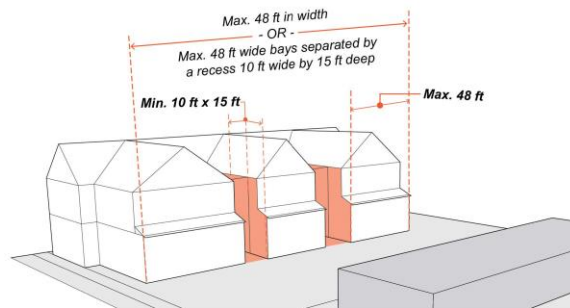 Max. 48 ft in width
- OR -
Max. 48 ft wide bays separated by
a recess 10 ft wide by 15 ft deep
Min. 10 ft x 15 ft
Max. 48 ft